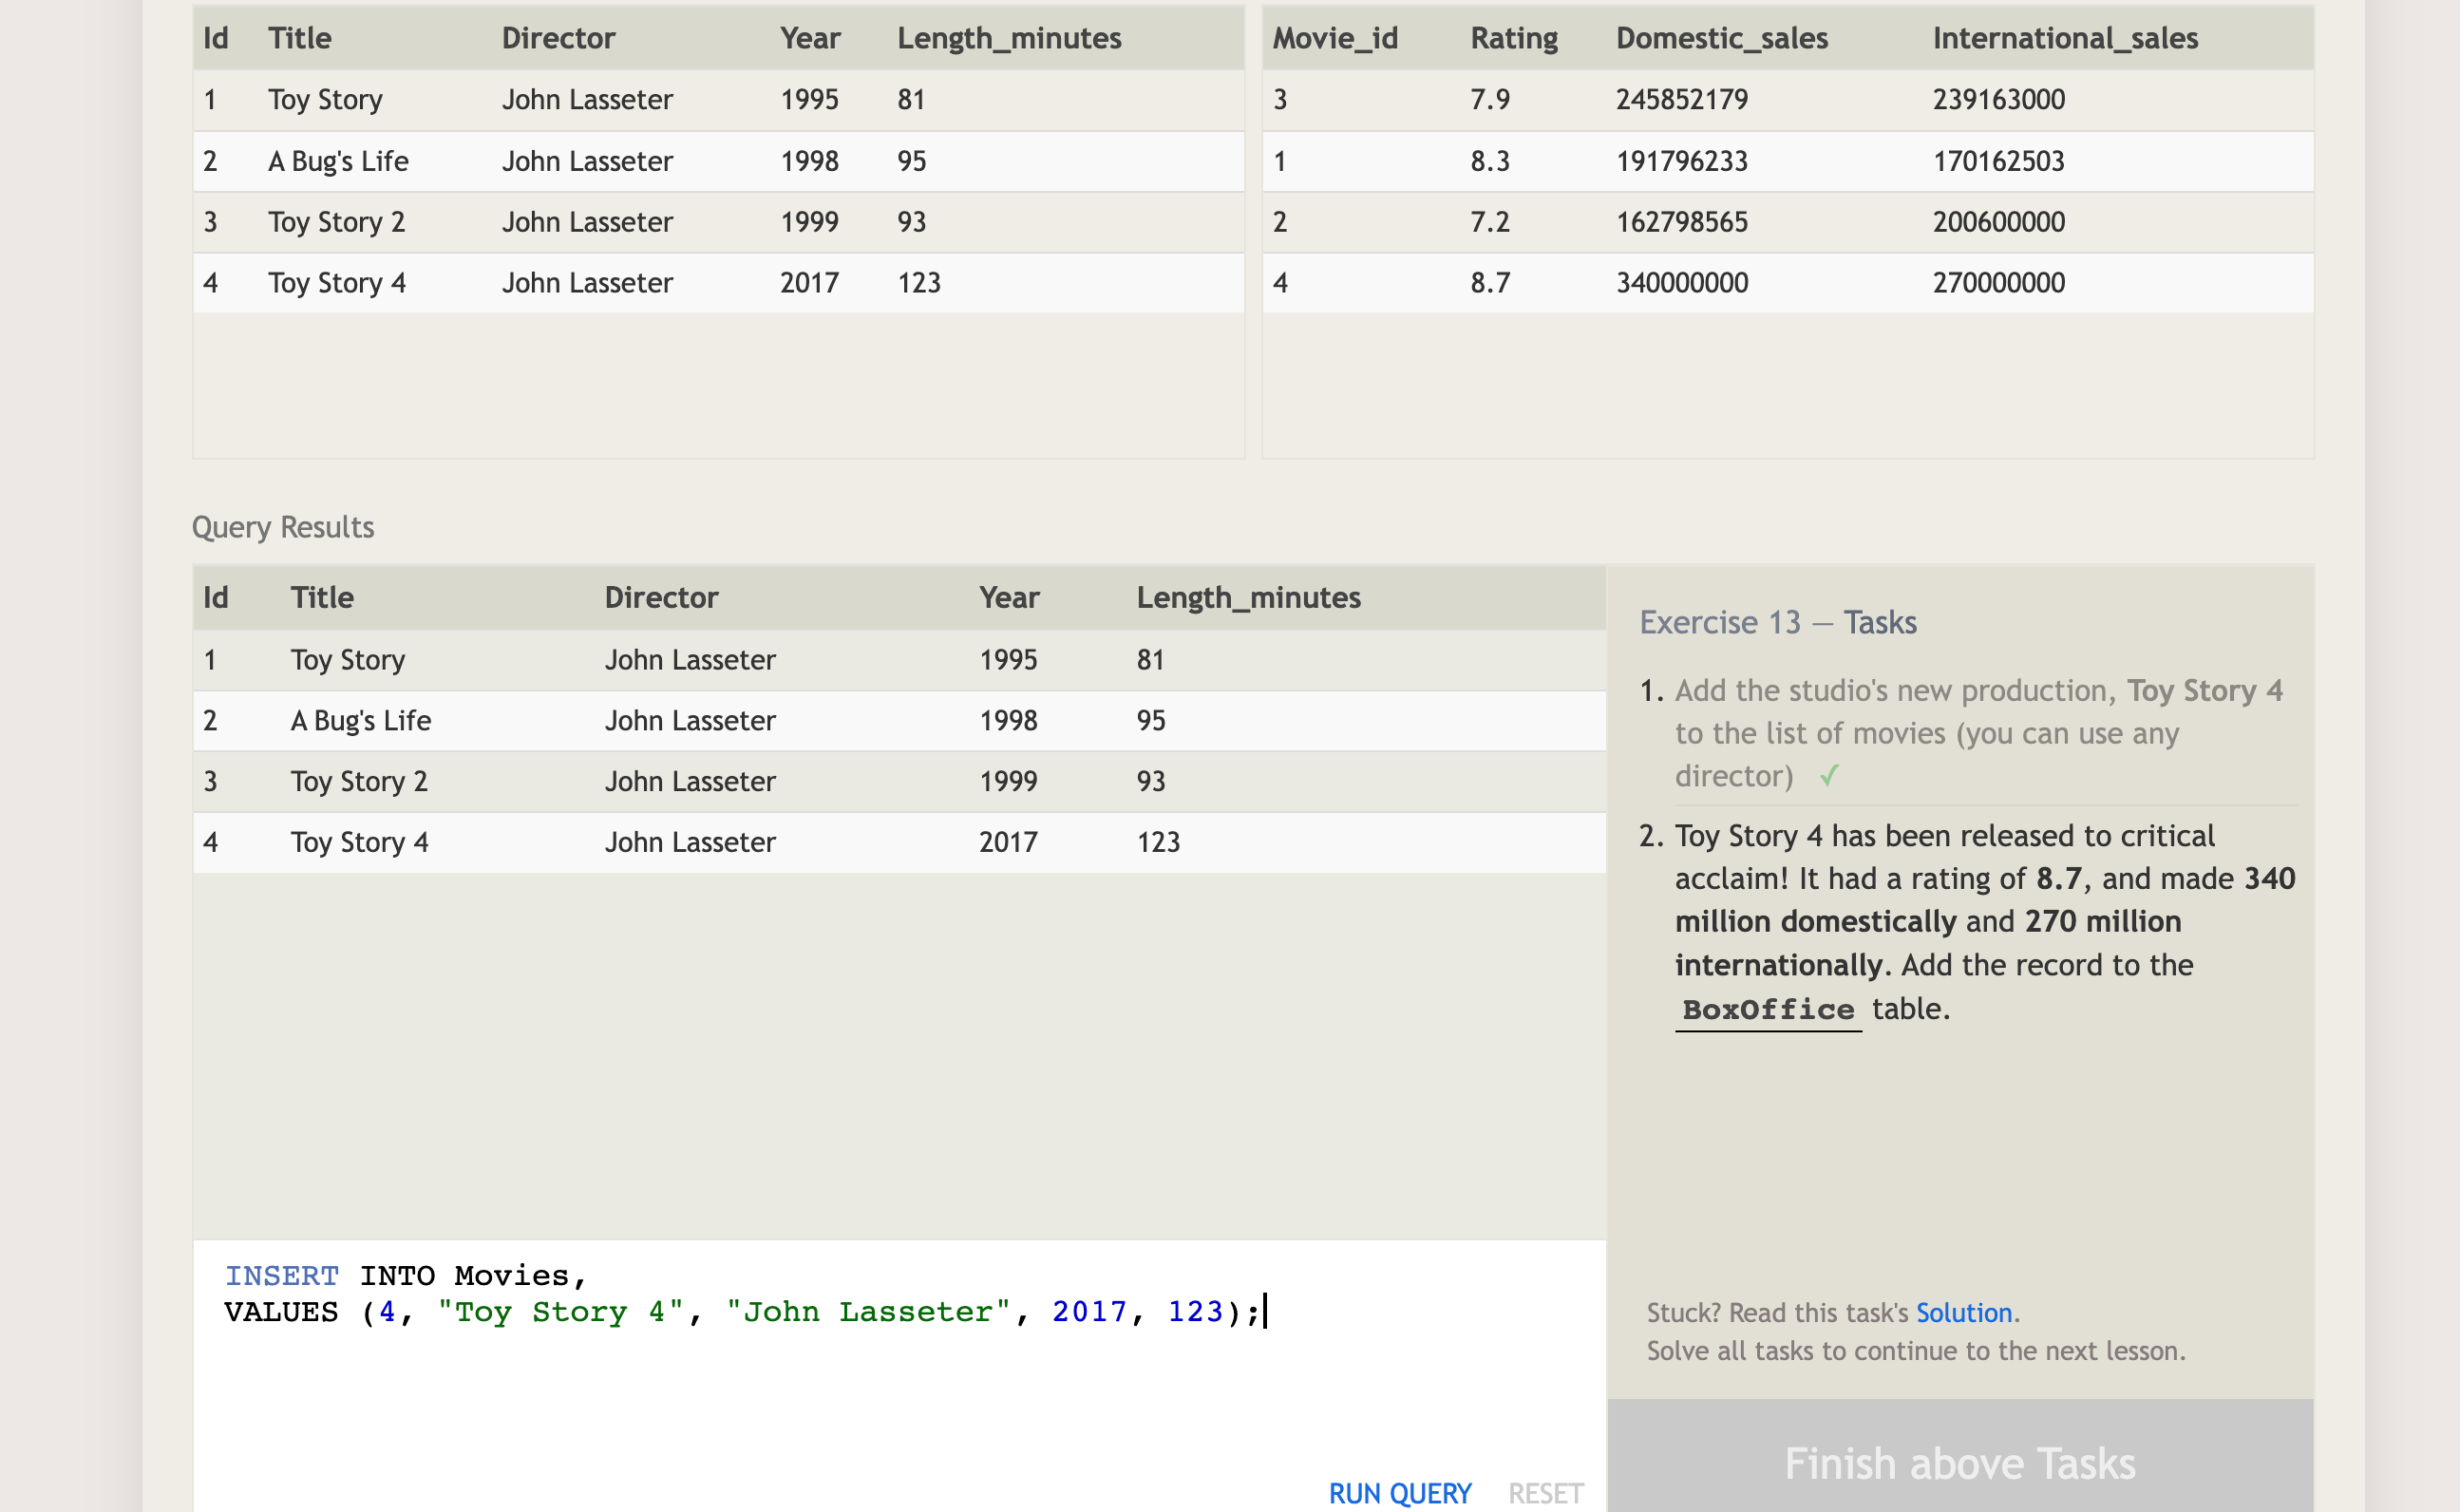 Id Title Director Year Length_minutes
1 Toy Story John Lasseter 1995 81
2 A Bug's Life John Lasseter 1998 95
3 Toy Story 2 John Lasseter 1999 93
4 Toy Story 4 John Lasseter 2017 123
Movie_id Rating Domestic_sales International_sales
3 7.9 245852179 239163000
1 8.3 191796233 170162503
2 7.2 162798565 200600000
4 8.7 340000000 270000000
Query Results
Id Title Director Year Length_minutes
1 Toy Story John Lasseter 1995 81
2 A Bug's Life John Lasseter 1998 95
3 Toy Story 2 John Lasseter 1999 93
4 Toy Story 4 John Lasseter 2017 123
INSERT INTO Movies,
VALUES (4, "Toy Story 4", "John Lasseter", 2017, 123);
RUN QUERY RESET
Exercise 13 — Tasks
1. Add the studio's new production, Toy Story 4
to the list of movies (you can use any
director) ✓
2. Toy Story 4 has been released to critical
acclaim! It had a rating of 8.7, and made 340
million domestically and 270 million
internationally. Add the record to the
BoxOffice table.
Stuck? Read this task's Solution.
Solve all tasks to continue to the next lesson.
Finish above Tasks